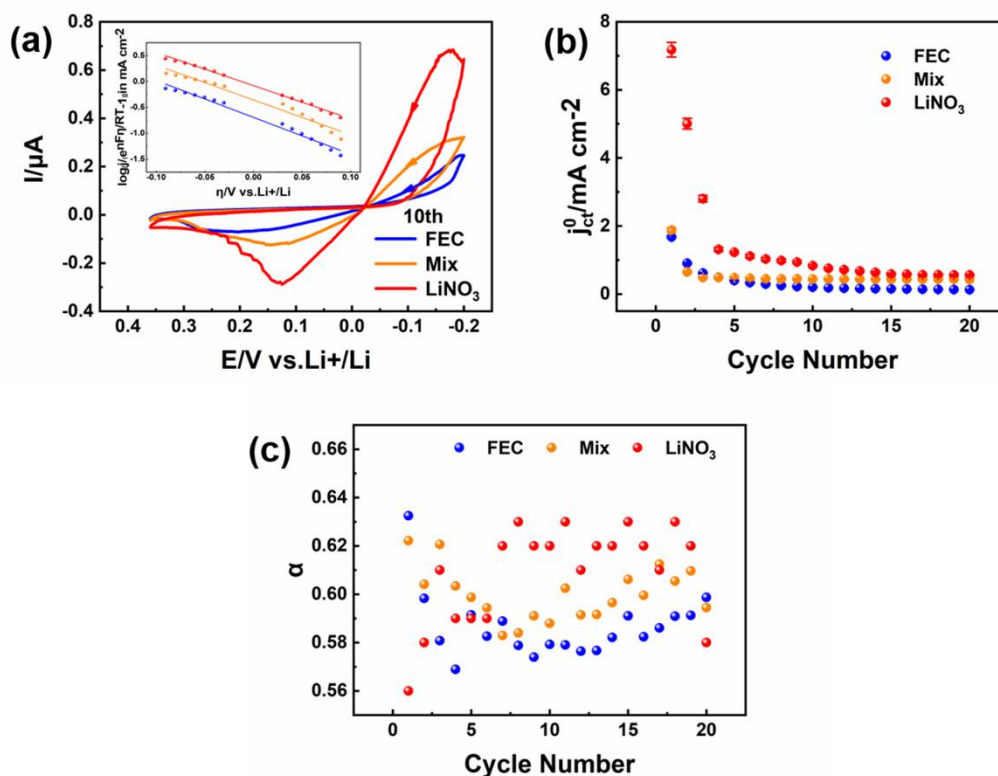 (a)
I/μA
0.8
0.6
0.4
0.2
0.0
-0.2
-0.4
0.4
0.3
0.2
0.1
0.0
-0.1
-0.2
E/V vs.Li+/Li
10th
FEC
Mix
LiNO3
0.5
0.0
-0.5
-1.0
-1.5
-0.10
-0.05
0.00
0.05
0.10
η/V vs.Li+/Li
(b)
j0ct/mA cm-2
8
6
4
2
0
0
5
10
15
20
Cycle Number
FEC
Mix
LiNO3
(c)
α
0.66
0.64
0.62
0.60
0.58
0.56
0
5
10
15
20
Cycle Number
FEC
Mix
LiNO3